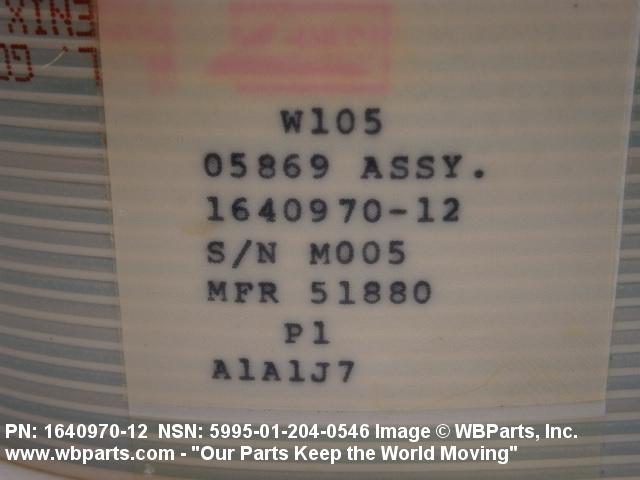 W105
05869 ASSY.
1640970-12
S/N M005
MFR 51880
P1
A1A1J7
PN: 1640970-12 NSN: 5995-01-204-0546 Image © WBParts, Inc.
www.wbparts.com - "Our Parts Keep the World Moving"